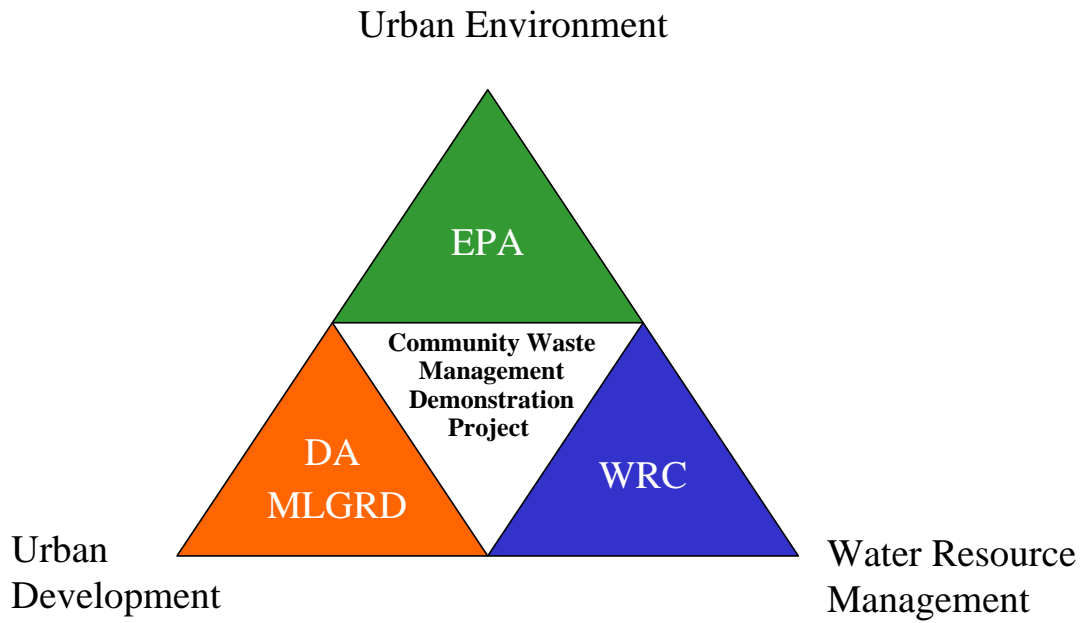 Urban Environment
EPA
Community Waste
Management
Demonstration
Project
DA
MLGRD
WRC
Urban
Development
Water Resource
Management